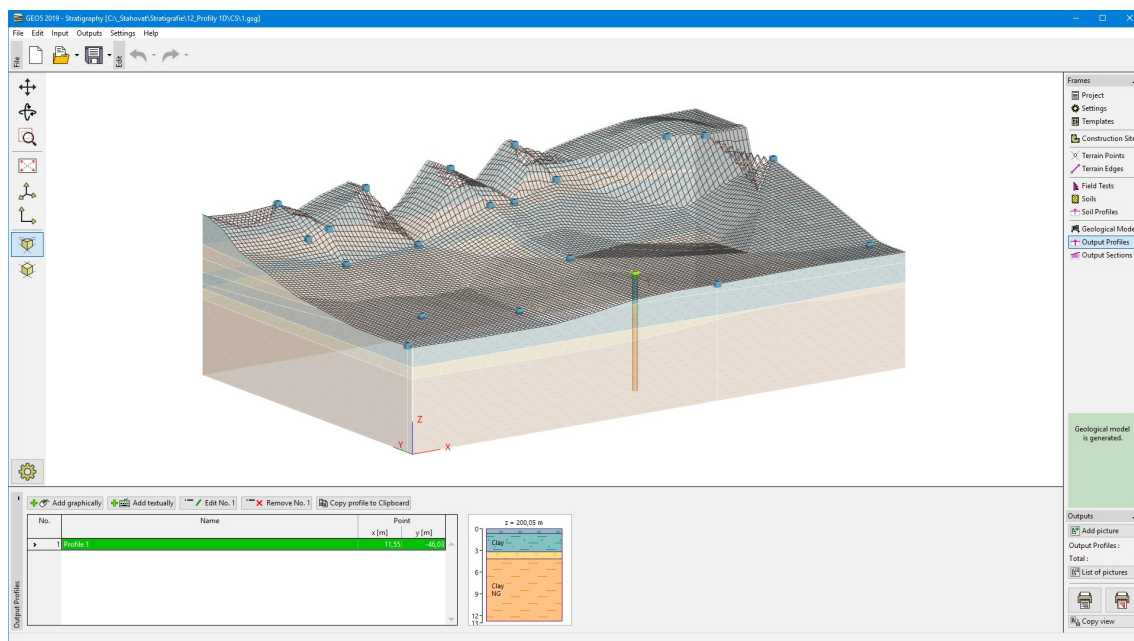 GEO5 2019 - Stratigraphy [C:\_Stahovat\Stratigrafie\12_Profily 1D\CS\1.gsg]
File Edit Input Outputs Settings Help
File
Edit
Frames
Project
Settings
Templates
Construction Site
Terrain Points
Terrain Edges
Field Tests
Soils
Soil Profiles
Geological Mode
Output Profiles
Output Sections
Z
Y
X
Geological model
is generated.
Add graphically Add textually Edit No. 1 Remove No. 1 Copy profile to Clipboard
No. Name Point
x [m] y [m]
1 Profile 1 11,55 -46,03
Output Profiles
z = 200,05 m
0
Clay
3
6
Clay
9
NG
12
13
Outputs
Add picture
Output Profiles :
Total :
List of pictures
Copy view